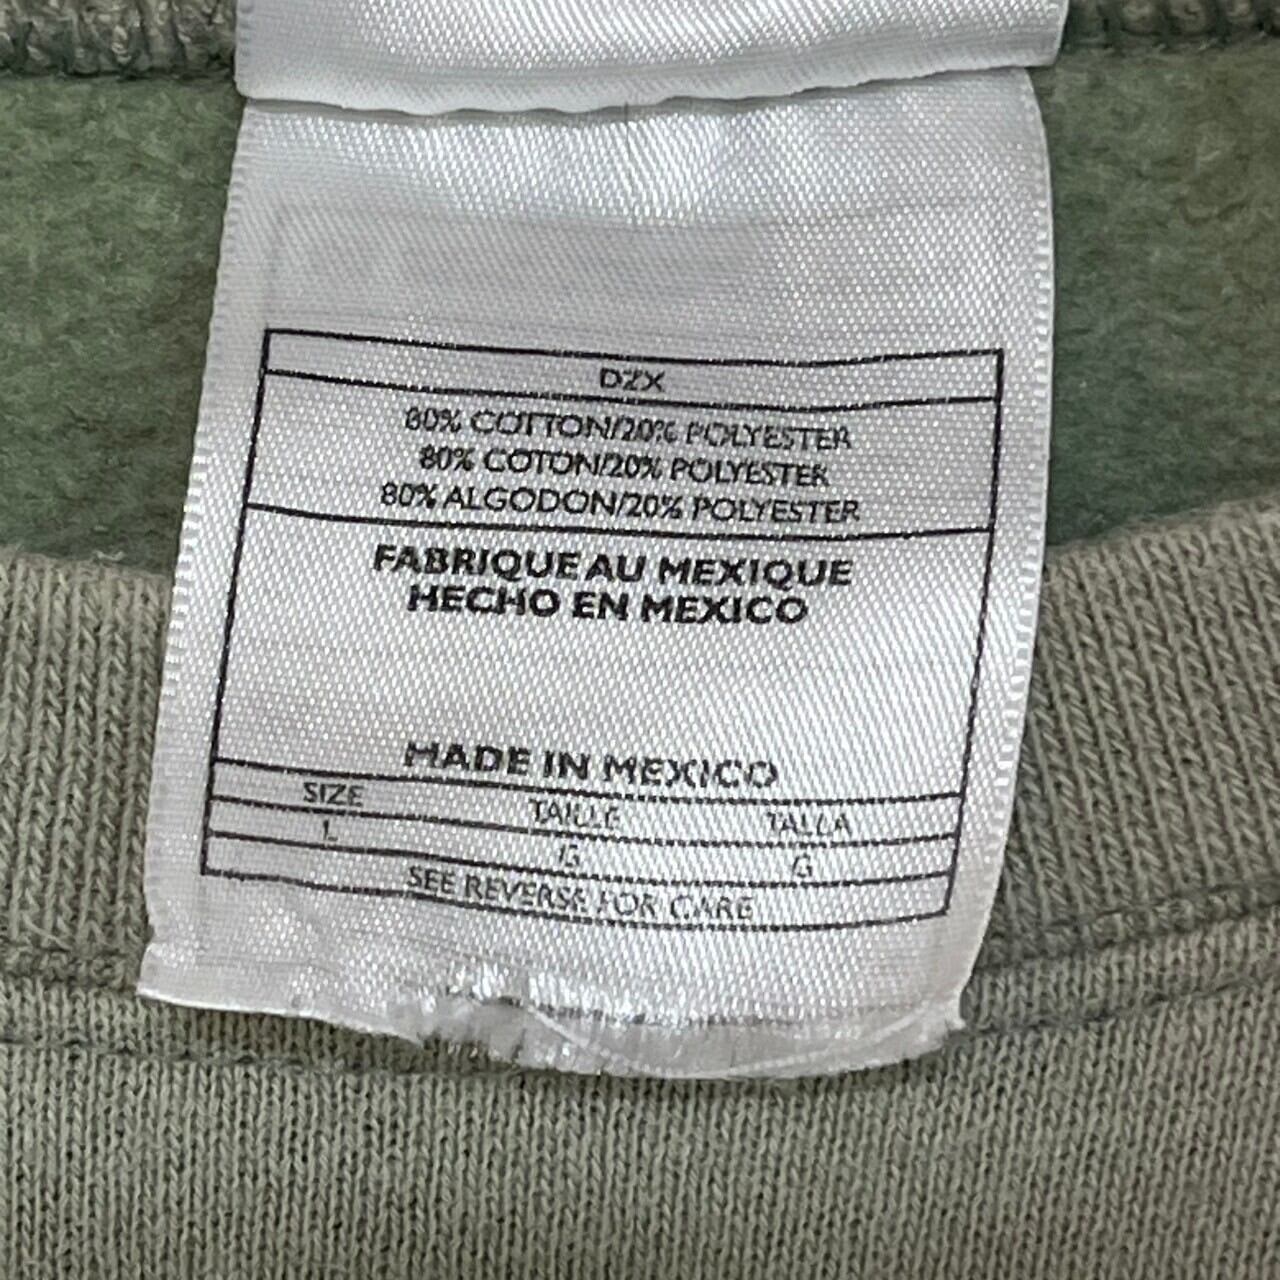 DZX
80% COTTON/20% POLYESTER
80% COTON/20% POLYESTER
80% ALGODON/20% POLYESTER
FABRIQUE AU MEXIQUE
HECHO EN MEXICO
MADE IN MEXICO
SIZE TAILLE TALLA
L G G
SEE REVERSE FOR CARE